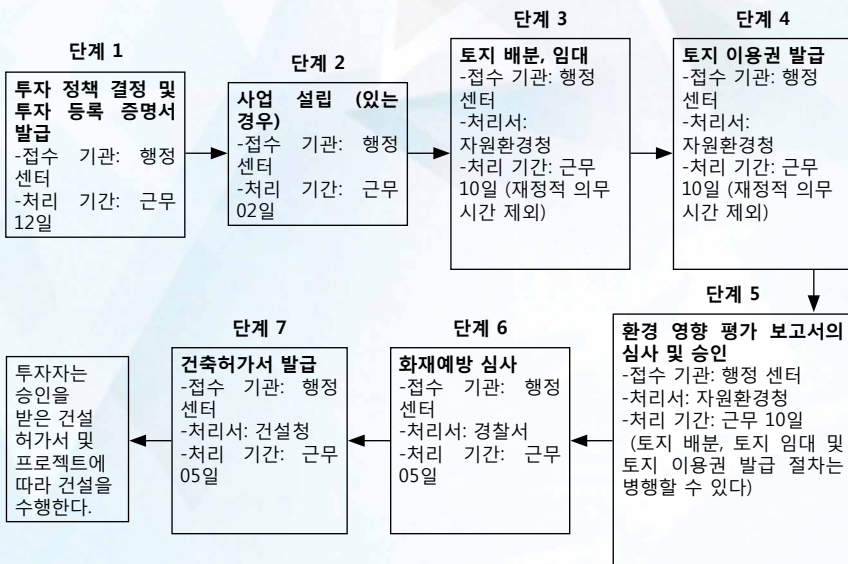 단계 1
투자 정책 결정 및
투자 등록 증명서
발급
-접수 기관: 행정
센터
-처리 기간: 근무
12일
단계 2
사업 설립 (있는
경우)
-접수 기관: 행정
센터
-처리 기간: 근무
02일
단계 3
토지 배분, 임대
-접수 기관: 행정
센터
-처리서:
자원환경청
-처리 기간: 근무
10일 (재정적 의무
시간 제외)
단계 4
토지 이용권 발급
-접수 기관: 행정
센터
-처리서:
자원환경청
-처리 기간: 근무
10일 (재정적 의무
시간 제외)
단계 5
환경 영향 평가 보고서의
심사 및 승인
-접수 기관: 행정 센터
-처리서: 자원환경청
-처리 기간: 근무 10일
(토지 배분, 토지 임대 및
토지 이용권 발급 절차는
병행할 수 있다)
단계 6
화재예방 심사
-접수 기관: 행정
센터
-처리서: 경찰서
-처리 기간: 근무
05일
단계 7
건축허가서 발급
-접수 기관: 행정
센터
-처리서: 건설청
-처리 기간: 근무
05일
투자자는
승인을
받은 건설
허가서 및
프로젝트에
따라 건설을
수행한다.